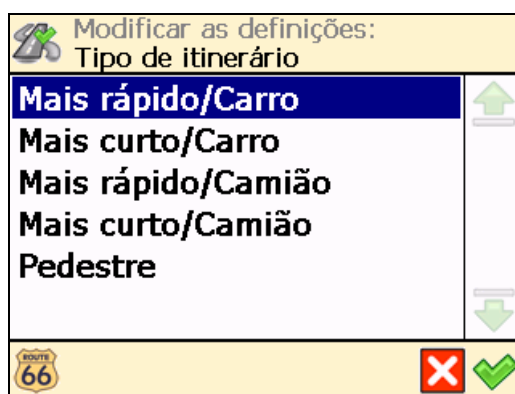 Modificar as definições:
Tipo de itinerário
Mais rápido/Carro
Mais curto/Carro
Mais rápido/Camião
Mais curto/Camião
Pedestre
ROUTE
66